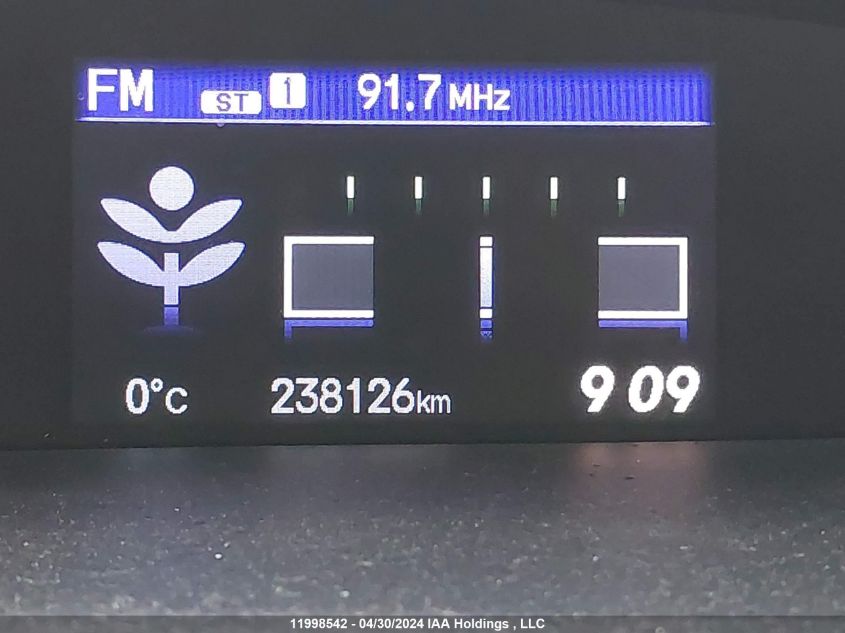 FM ST 1 91.7 MHz
0°C 238126km 9 09
11998542 - 04/30/2024 IAA Holdings , LLC